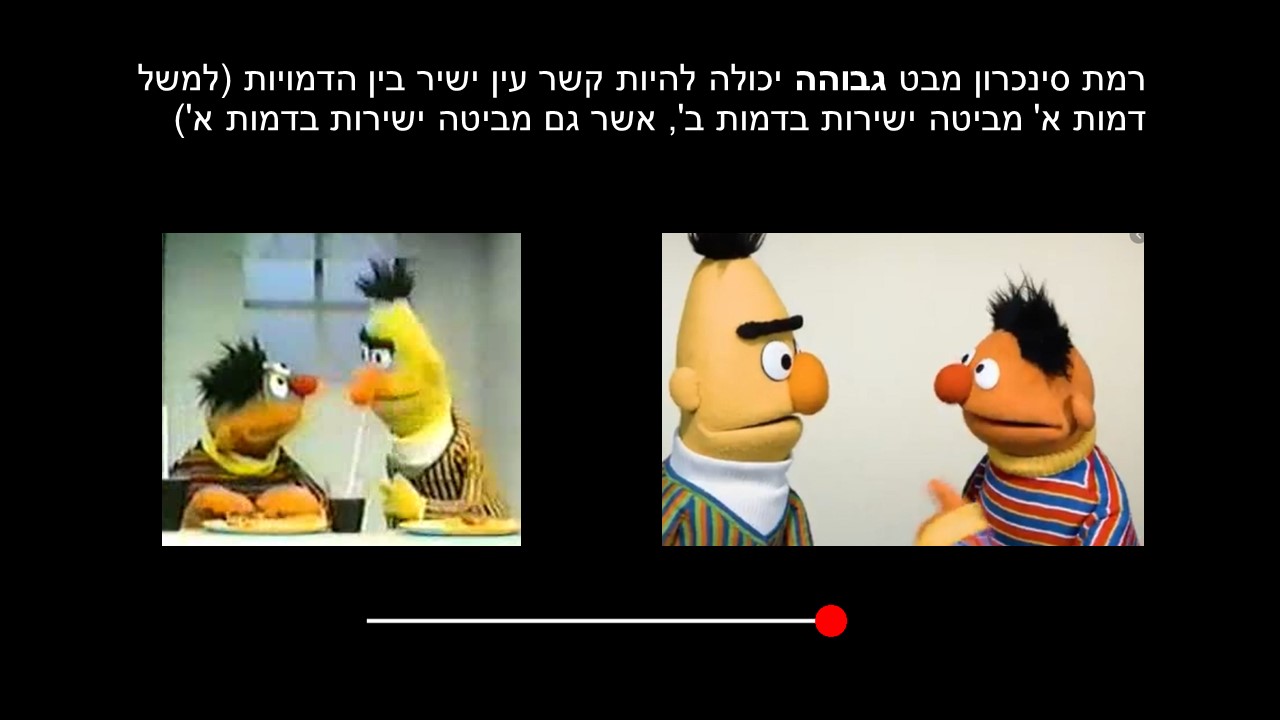 רמת סינכרון מבט גבוהה יכולה להיות קשר עין ישיר בין הדמויות (למשל
דמות א' מביטה ישירות בדמות ב', אשר גם מביטה ישירות בדמות א')